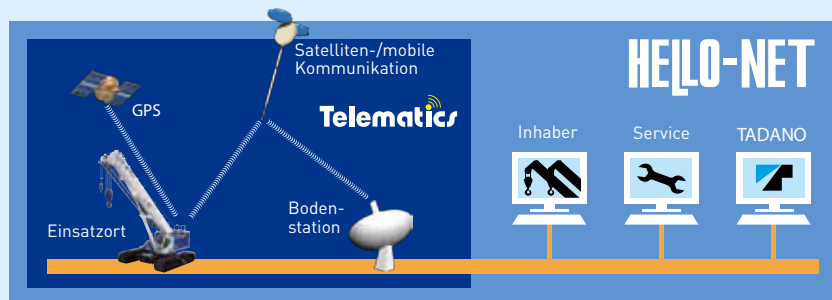 Satelliten-/mobile
Kommunikation
HELLO-NET
GPS
Telematics
Inhaber
Service
TADANO
Boden-
station
Einsatzort